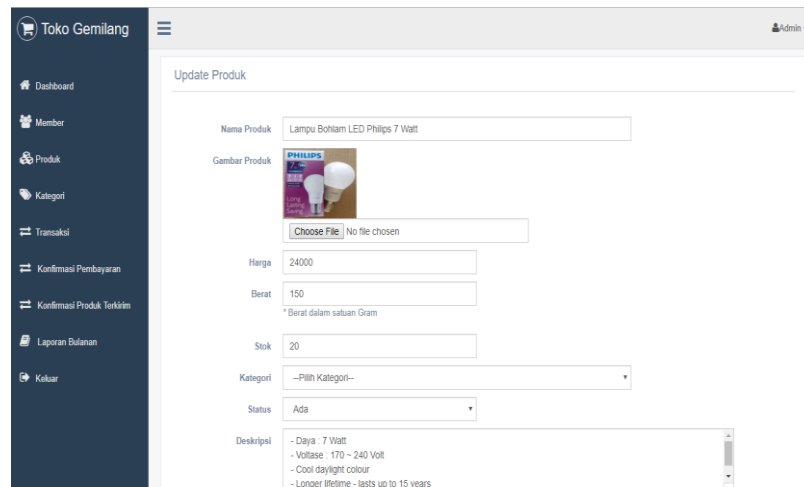 Toko Gemilang
Admin
Dashboard
Member
Produk
Kategori
Transaksi
Konfirmasi Pembayaran
Konfirmasi Produk Terkirim
Laporan Bulanan
Keluar
Update Produk
Nama Produk Lampu Bohlam LED Philips 7 Watt
Gambar Produk
PHILIPS
Long
Lasting
Saving
Choose File No file chosen
Harga 24000
Berat 150
* Berat dalam satuan Gram
Stok 20
Kategori --Pilih Kategori--
Status Ada
Deskripsi - Daya : 7 Watt
- Voltase : 170 ~ 240 Volt
- Cool daylight colour
- Longer lifetime - lasts up to 15 years